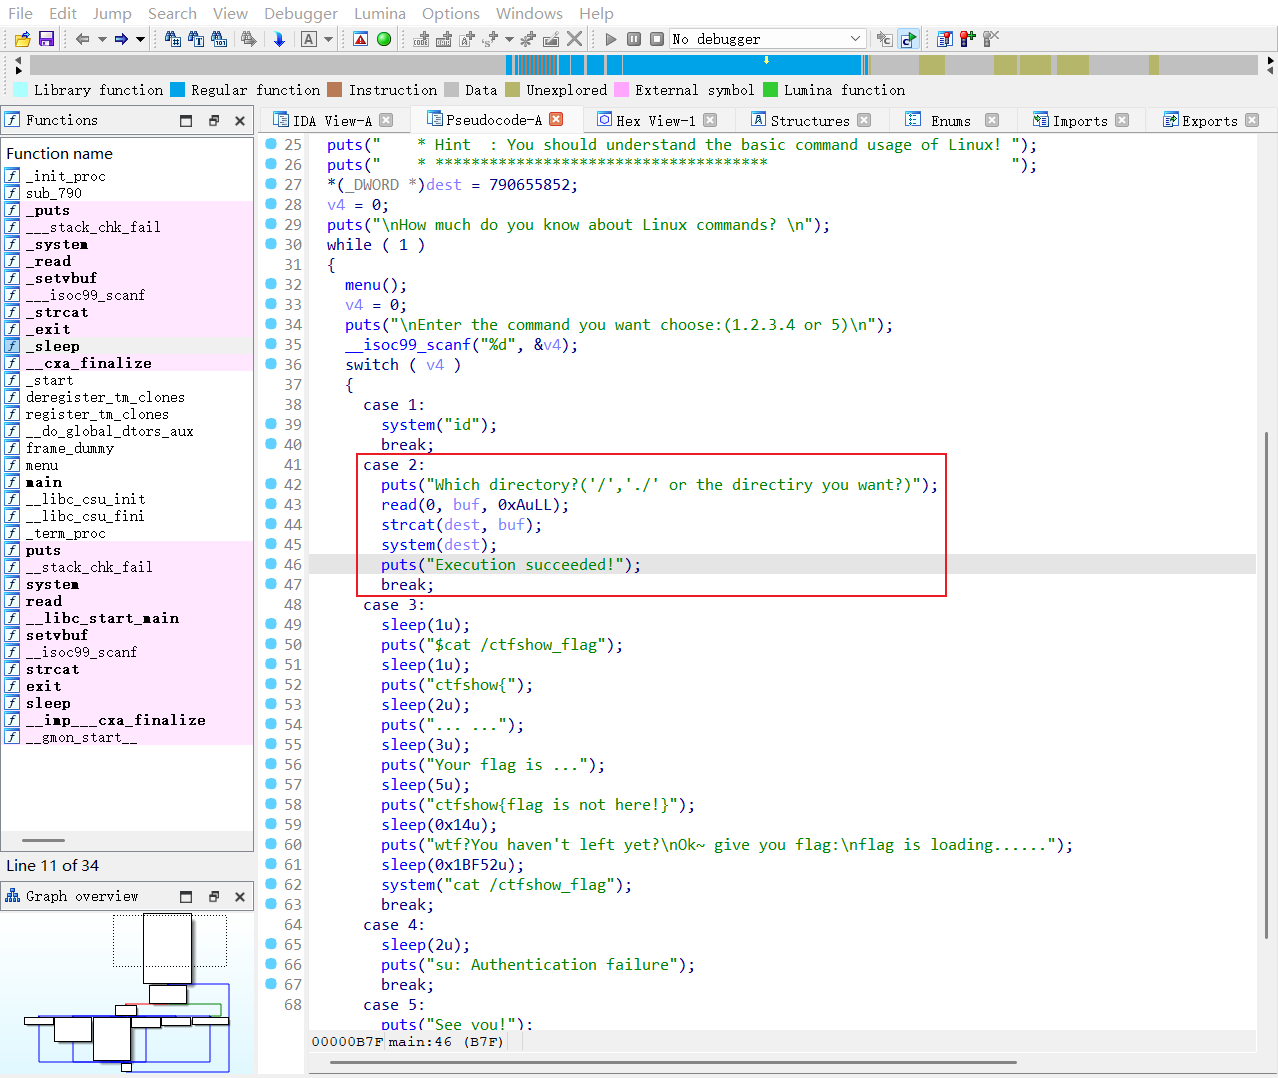 File Edit Jump Search View Debugger Lumina Options Windows Help
No debugger
Library function Regular function Instruction Data Unexplored External symbol Lumina function
Functions
IDA View-A Pseudocode-A Hex View-1 Structures Enums Imports Exports
Function name
_init_proc
sub_790
_puts
___stack_chk_fail
_system
_read
_setvbuf
___isoc99_scanf
_strcat
_exit
_sleep
__cxa_finalize
_start
deregister_tm_clones
register_tm_clones
__do_global_dtors_aux
frame_dummy
menu
main
__libc_csu_init
__libc_csu_fini
_term_proc
puts
__stack_chk_fail
system
read
__libc_start_main
setvbuf
__isoc99_scanf
strcat
exit
sleep
__imp___cxa_finalize
__gmon_start__
Line 11 of 34
Graph overview
25 puts("    * Hint  : You should understand the basic command usage of Linux! ");
26 puts("    * *************************************                           ");
27 *(_DWORD *)dest = 790655852;
28 v4 = 0;
29 puts("\nHow much do you know about Linux commands? \n");
30 while ( 1 )
31 {
32 menu();
33 v4 = 0;
34 puts("\nEnter the command you want choose:(1.2.3.4 or 5)\n");
35 __isoc99_scanf("%d", &v4);
36 switch ( v4 )
37 {
38 case 1:
39 system("id");
40 break;
41 case 2:
42 puts("Which directory?('/','./' or the directiry you want?)");
43 read(0, buf, 0xAuLL);
44 strcat(dest, buf);
45 system(dest);
46 puts("Execution succeeded!");
47 break;
48 case 3:
49 sleep(1u);
50 puts("$cat /ctfshow_flag");
51 sleep(1u);
52 puts("ctfshow{");
53 sleep(2u);
54 puts("... ...");
55 sleep(3u);
56 puts("Your flag is ...");
57 sleep(5u);
58 puts("ctfshow{flag is not here!}");
59 sleep(0x14u);
60 puts("wtf?You haven't left yet?\nOk~ give you flag:\nflag is loading......");
61 sleep(0x1BF52u);
62 system("cat /ctfshow_flag");
63 break;
64 case 4:
65 sleep(2u);
66 puts("su: Authentication failure");
67 break;
68 case 5:
puts("See you!");
00000B7F main:46 (B7F)